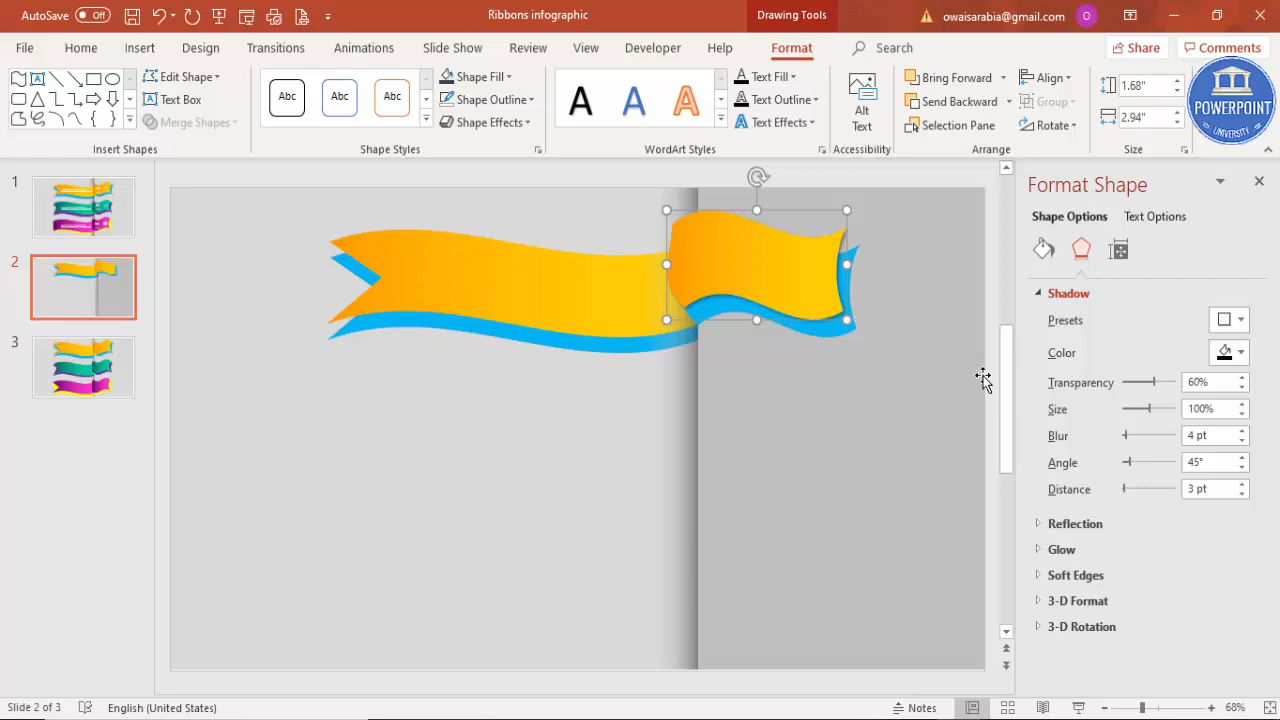 AutoSave Off Ribbons infographic Drawing Tools owaisarabia@gmail.com O
File Home Insert Design Transitions Animations Slide Show Review View Developer Help Format Search Share Comments
Edit Shape Abc Abc Abc Shape Fill A A A Text Fill Bring Forward Align 1.68"
Text Box Shape Outline Text Outline Alt Text Send Backward Group 2.94"
Merge Shapes Shape Effects Text Effects Selection Pane Rotate
Insert Shapes Shape Styles WordArt Styles Accessibility Arrange Size
POWERPOINT
UNIVERSITY
1
2
3
Format Shape
Shape Options Text Options
Shadow
Presets
Color
Transparency 60%
Size 100%
Blur 4 pt
Angle 45°
Distance 3 pt
Reflection
Glow
Soft Edges
3-D Format
3-D Rotation
Slide 2 of 3 English (United States) Notes 68%